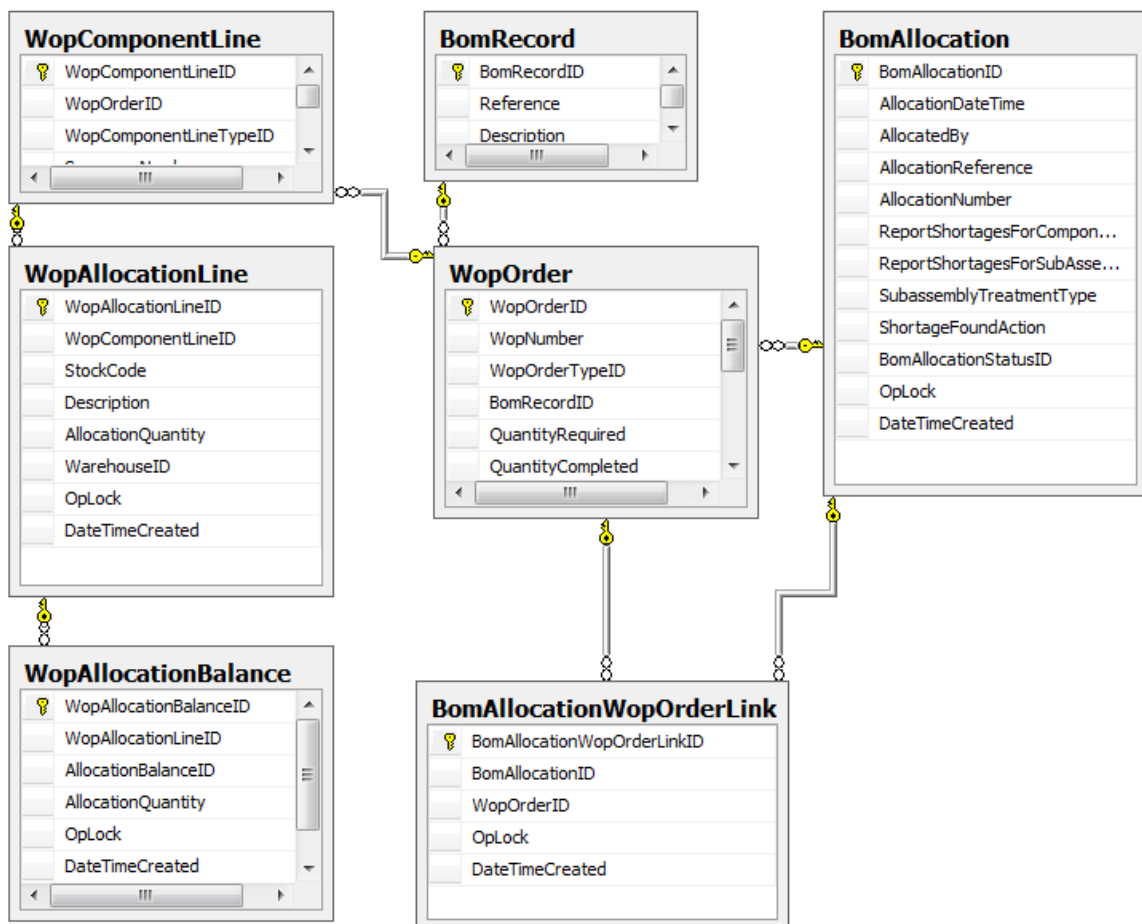 WopComponentLine
WopComponentLineID
WopOrderID
WopComponentLineTypeID
BomRecord
BomRecordID
Reference
Description
BomAllocation
BomAllocationID
AllocationDateTime
AllocatedBy
AllocationReference
AllocationNumber
ReportShortagesForCompon...
ReportShortagesForSubAsse...
SubassemblyTreatmentType
ShortageFoundAction
BomAllocationStatusID
OpLock
DateTimeCreated
WopAllocationLine
WopAllocationLineID
WopComponentLineID
StockCode
Description
AllocationQuantity
WarehouseID
OpLock
DateTimeCreated
WopOrder
WopOrderID
WopNumber
WopOrderTypeID
BomRecordID
QuantityRequired
QuantityCompleted
WopAllocationBalance
WopAllocationBalanceID
WopAllocationLineID
AllocationBalanceID
AllocationQuantity
OpLock
DateTimeCreated
BomAllocationWopOrderLink
BomAllocationWopOrderLinkID
BomAllocationID
WopOrderID
OpLock
DateTimeCreated